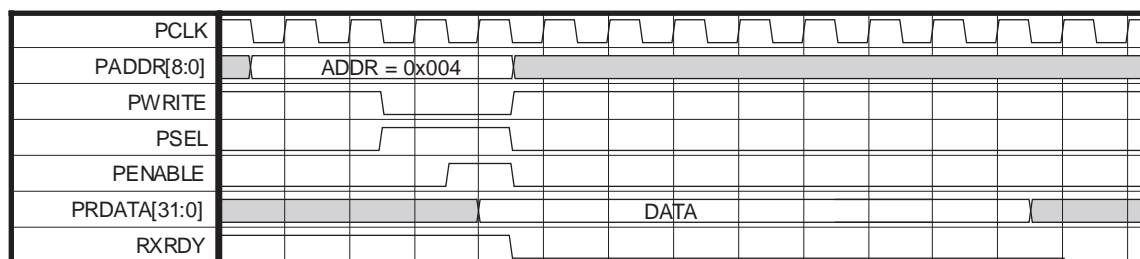 PCLK
PADDR[8:0] ADDR = 0x004
PWRITE
PSEL
PENABLE
PRDATA[31:0] DATA
RXRDY